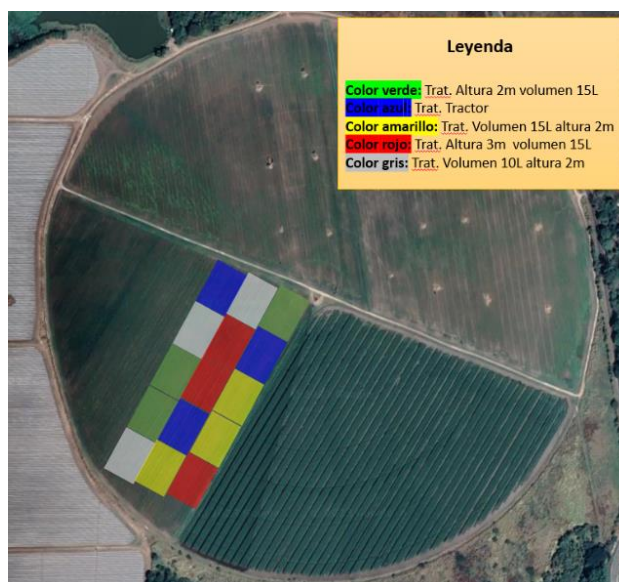 Leyenda
Color verde: Trat. Altura 2m volumen 15L
Color azul: Trat. Tractor
Color amarillo: Trat. Volumen 15L altura 2m
Color rojo: Trat. Altura 3m volumen 15L
Color gris: Trat. Volumen 10L altura 2m